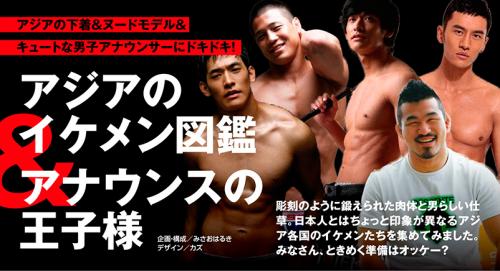 アジアの下着&ヌードモデル&
キュートな男子アナウンサーにドキドキ!
アジアの
イケメン図鑑
&
アナウンスの
王子様
企画・構成/みさおはるき
デザイン/カズ
彫刻のように鍛えられた肉体と男らしい仕
草。日本人とはちょっと印象が異なるアジ
ア各国のイケメンたちを集めてみました。
みなさん、ときめく準備はオッケー?